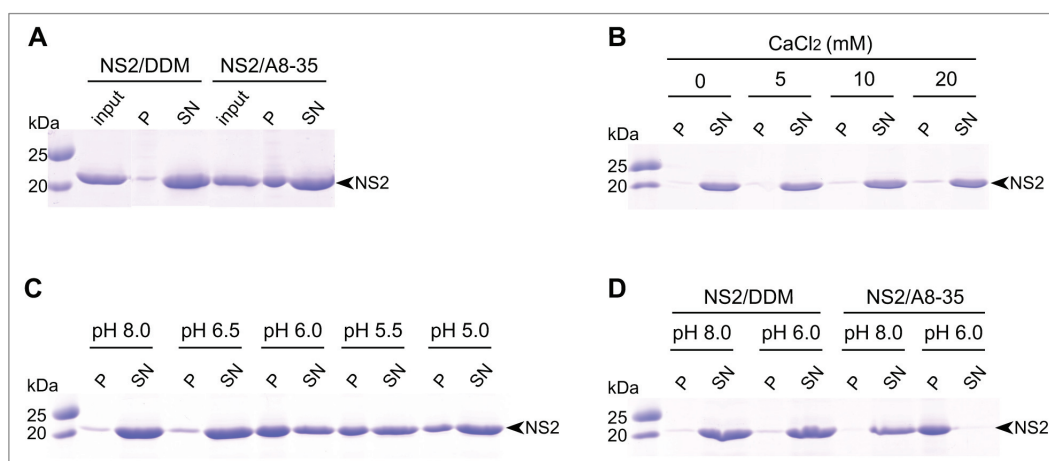 A
NS2/DDM NS2/A8-35
input P SN input P SN
kDa
25
20
NS2
B
CaCl2 (mM)
0 5 10 20
P SN P SN P SN P SN
25
20
kDa
NS2
C
pH 8.0 pH 6.5 pH 6.0 pH 5.5 pH 5.0
P SN P SN P SN P SN P SN
kDa
25
20
NS2
D
NS2/DDM NS2/A8-35
pH 8.0 pH 6.0 pH 8.0 pH 6.0
P SN P SN P SN P SN
kDa
25
20
NS2